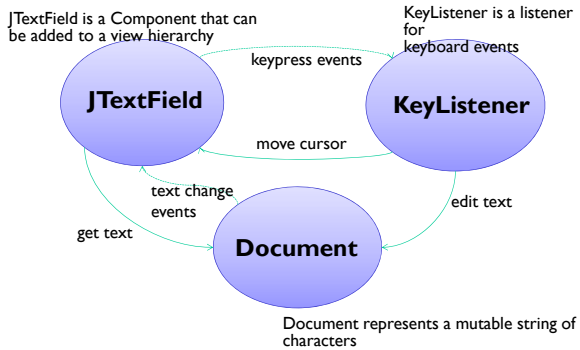 JTextField is a Component that can
be added to a view hierarchy
KeyListener is a listener
for
keyboard events
keypress events
JTextField
KeyListener
move cursor
text change
events
edit text
get text
Document
Document represents a mutable string of
characters